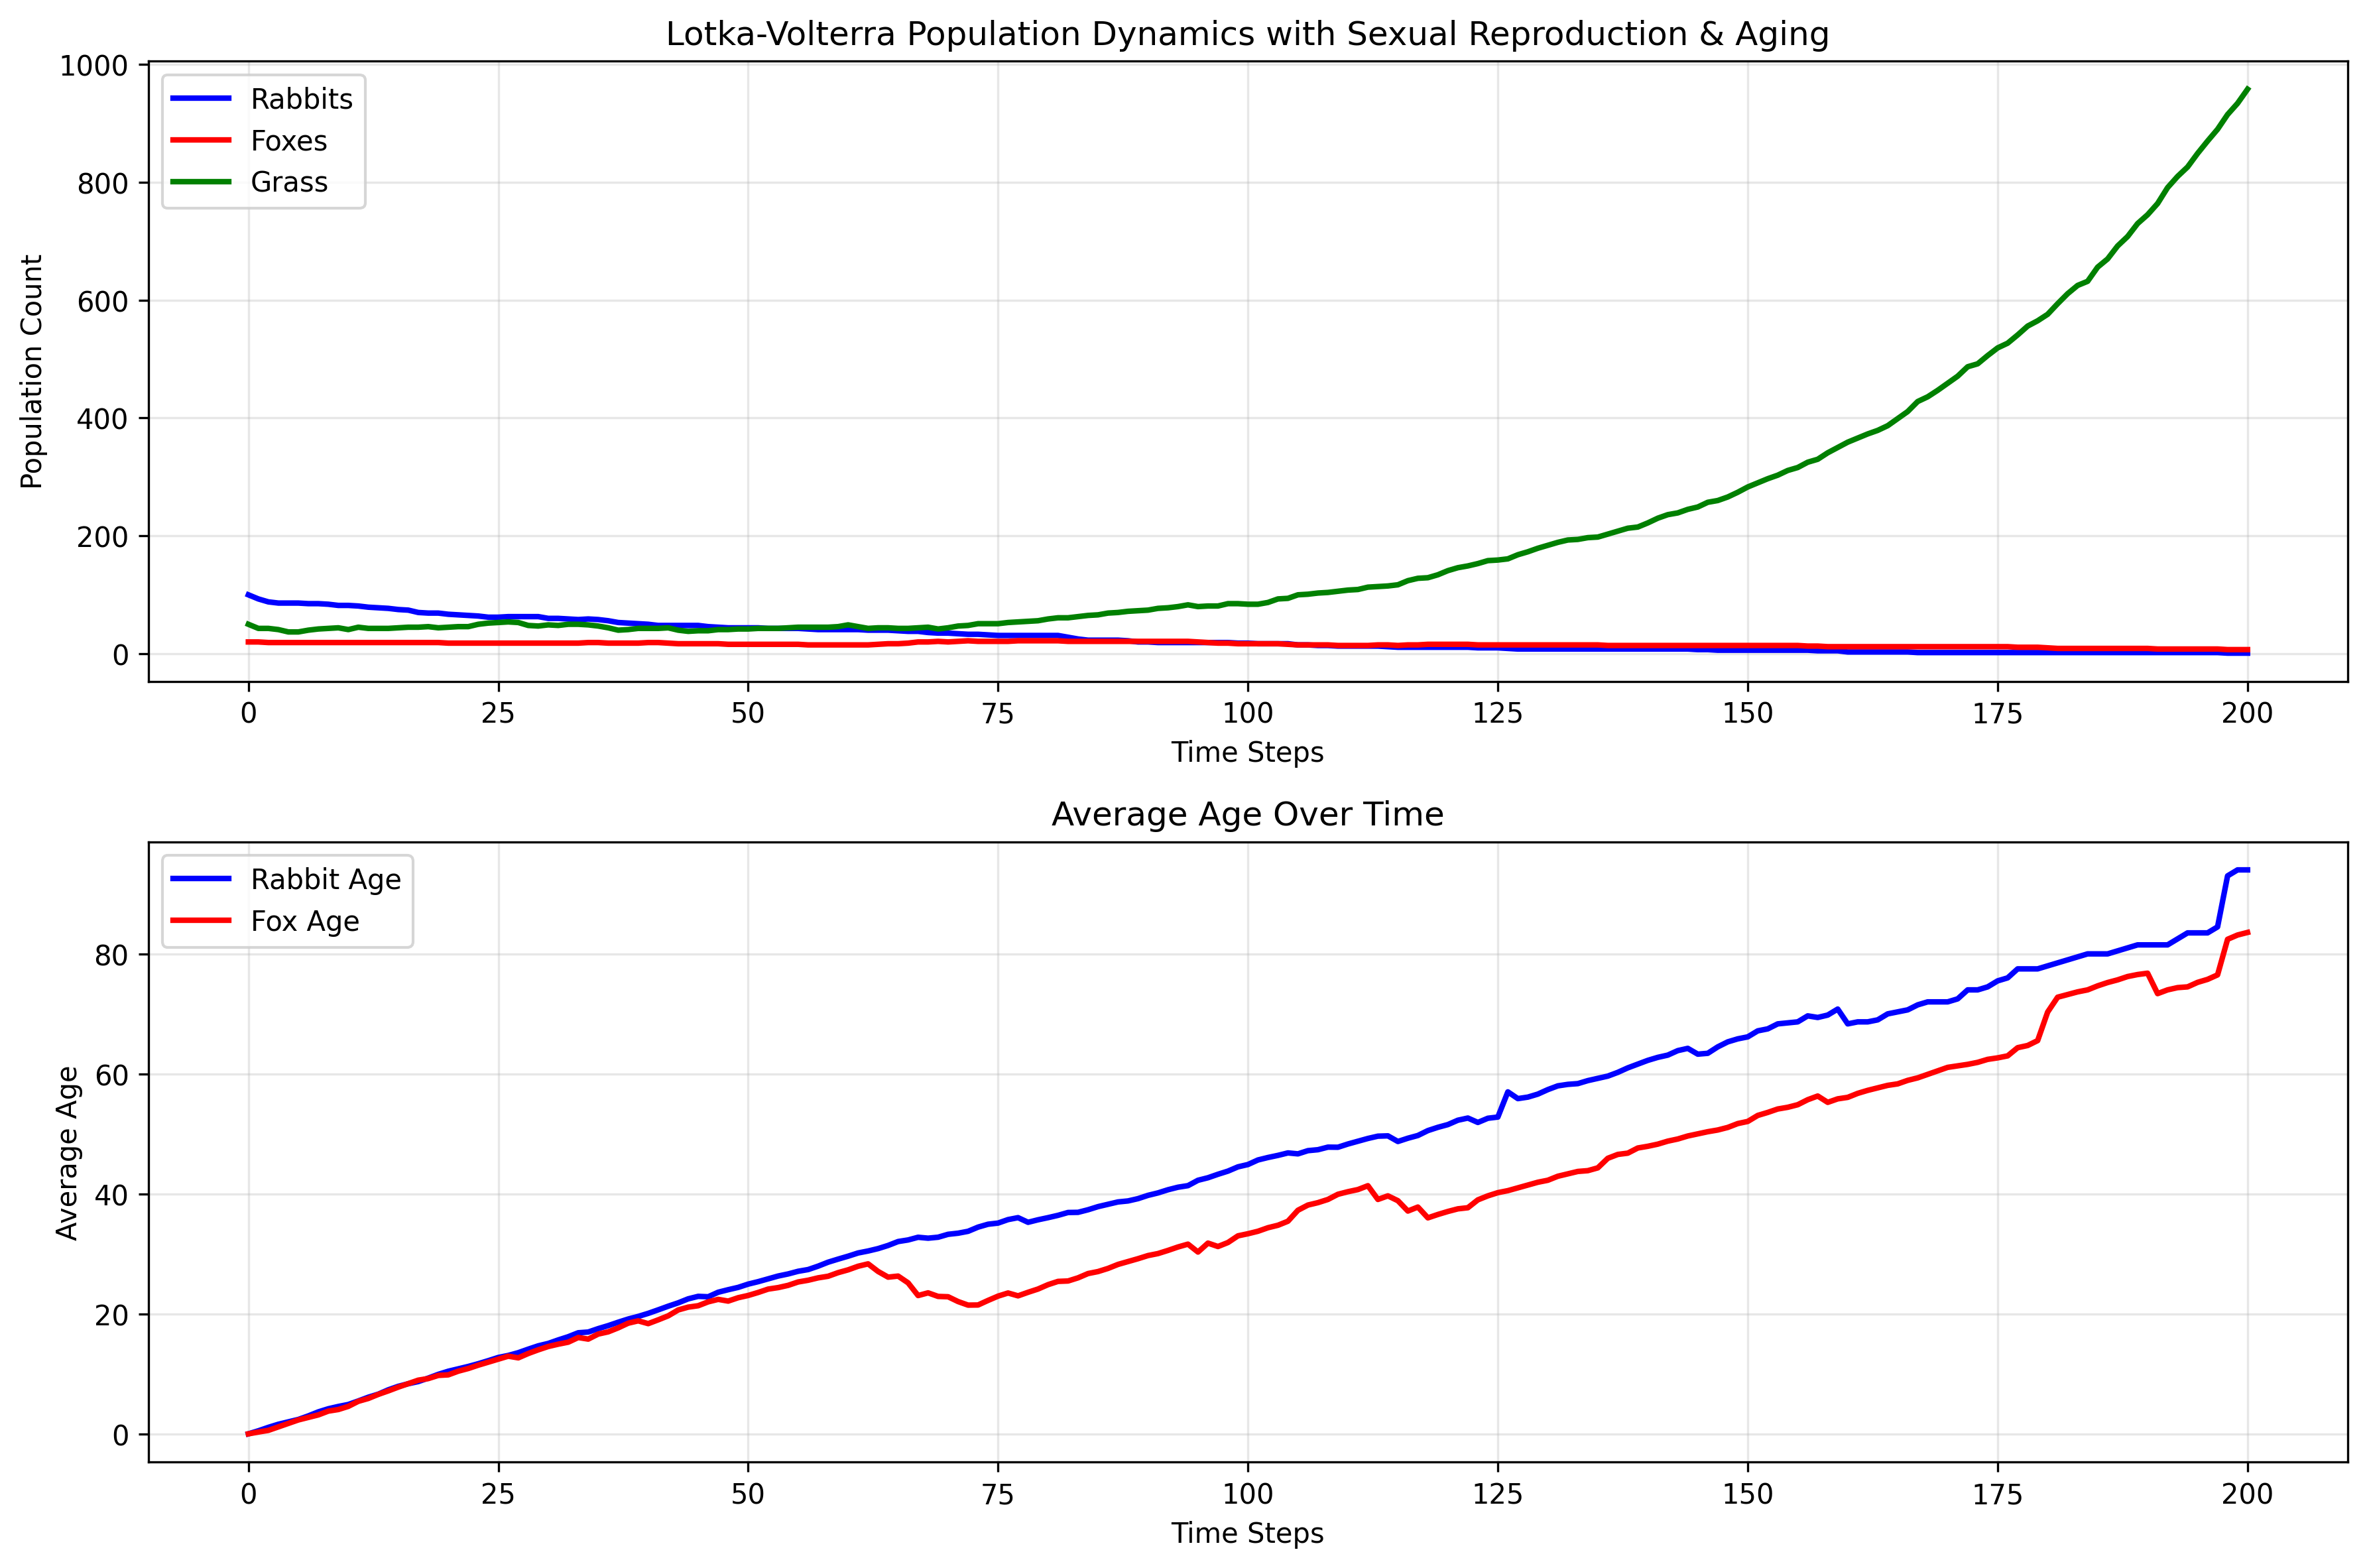 Lotka-Volterra Population Dynamics with Sexual Reproduction & Aging
1000
800
600
400
200
0
Population Count
Rabbits
Foxes
Grass
0 25 50 75 100 125 150 175 200
Time Steps
Average Age Over Time
80
60
40
20
0
Average Age
Rabbit Age
Fox Age
0 25 50 75 100 125 150 175 200
Time Steps